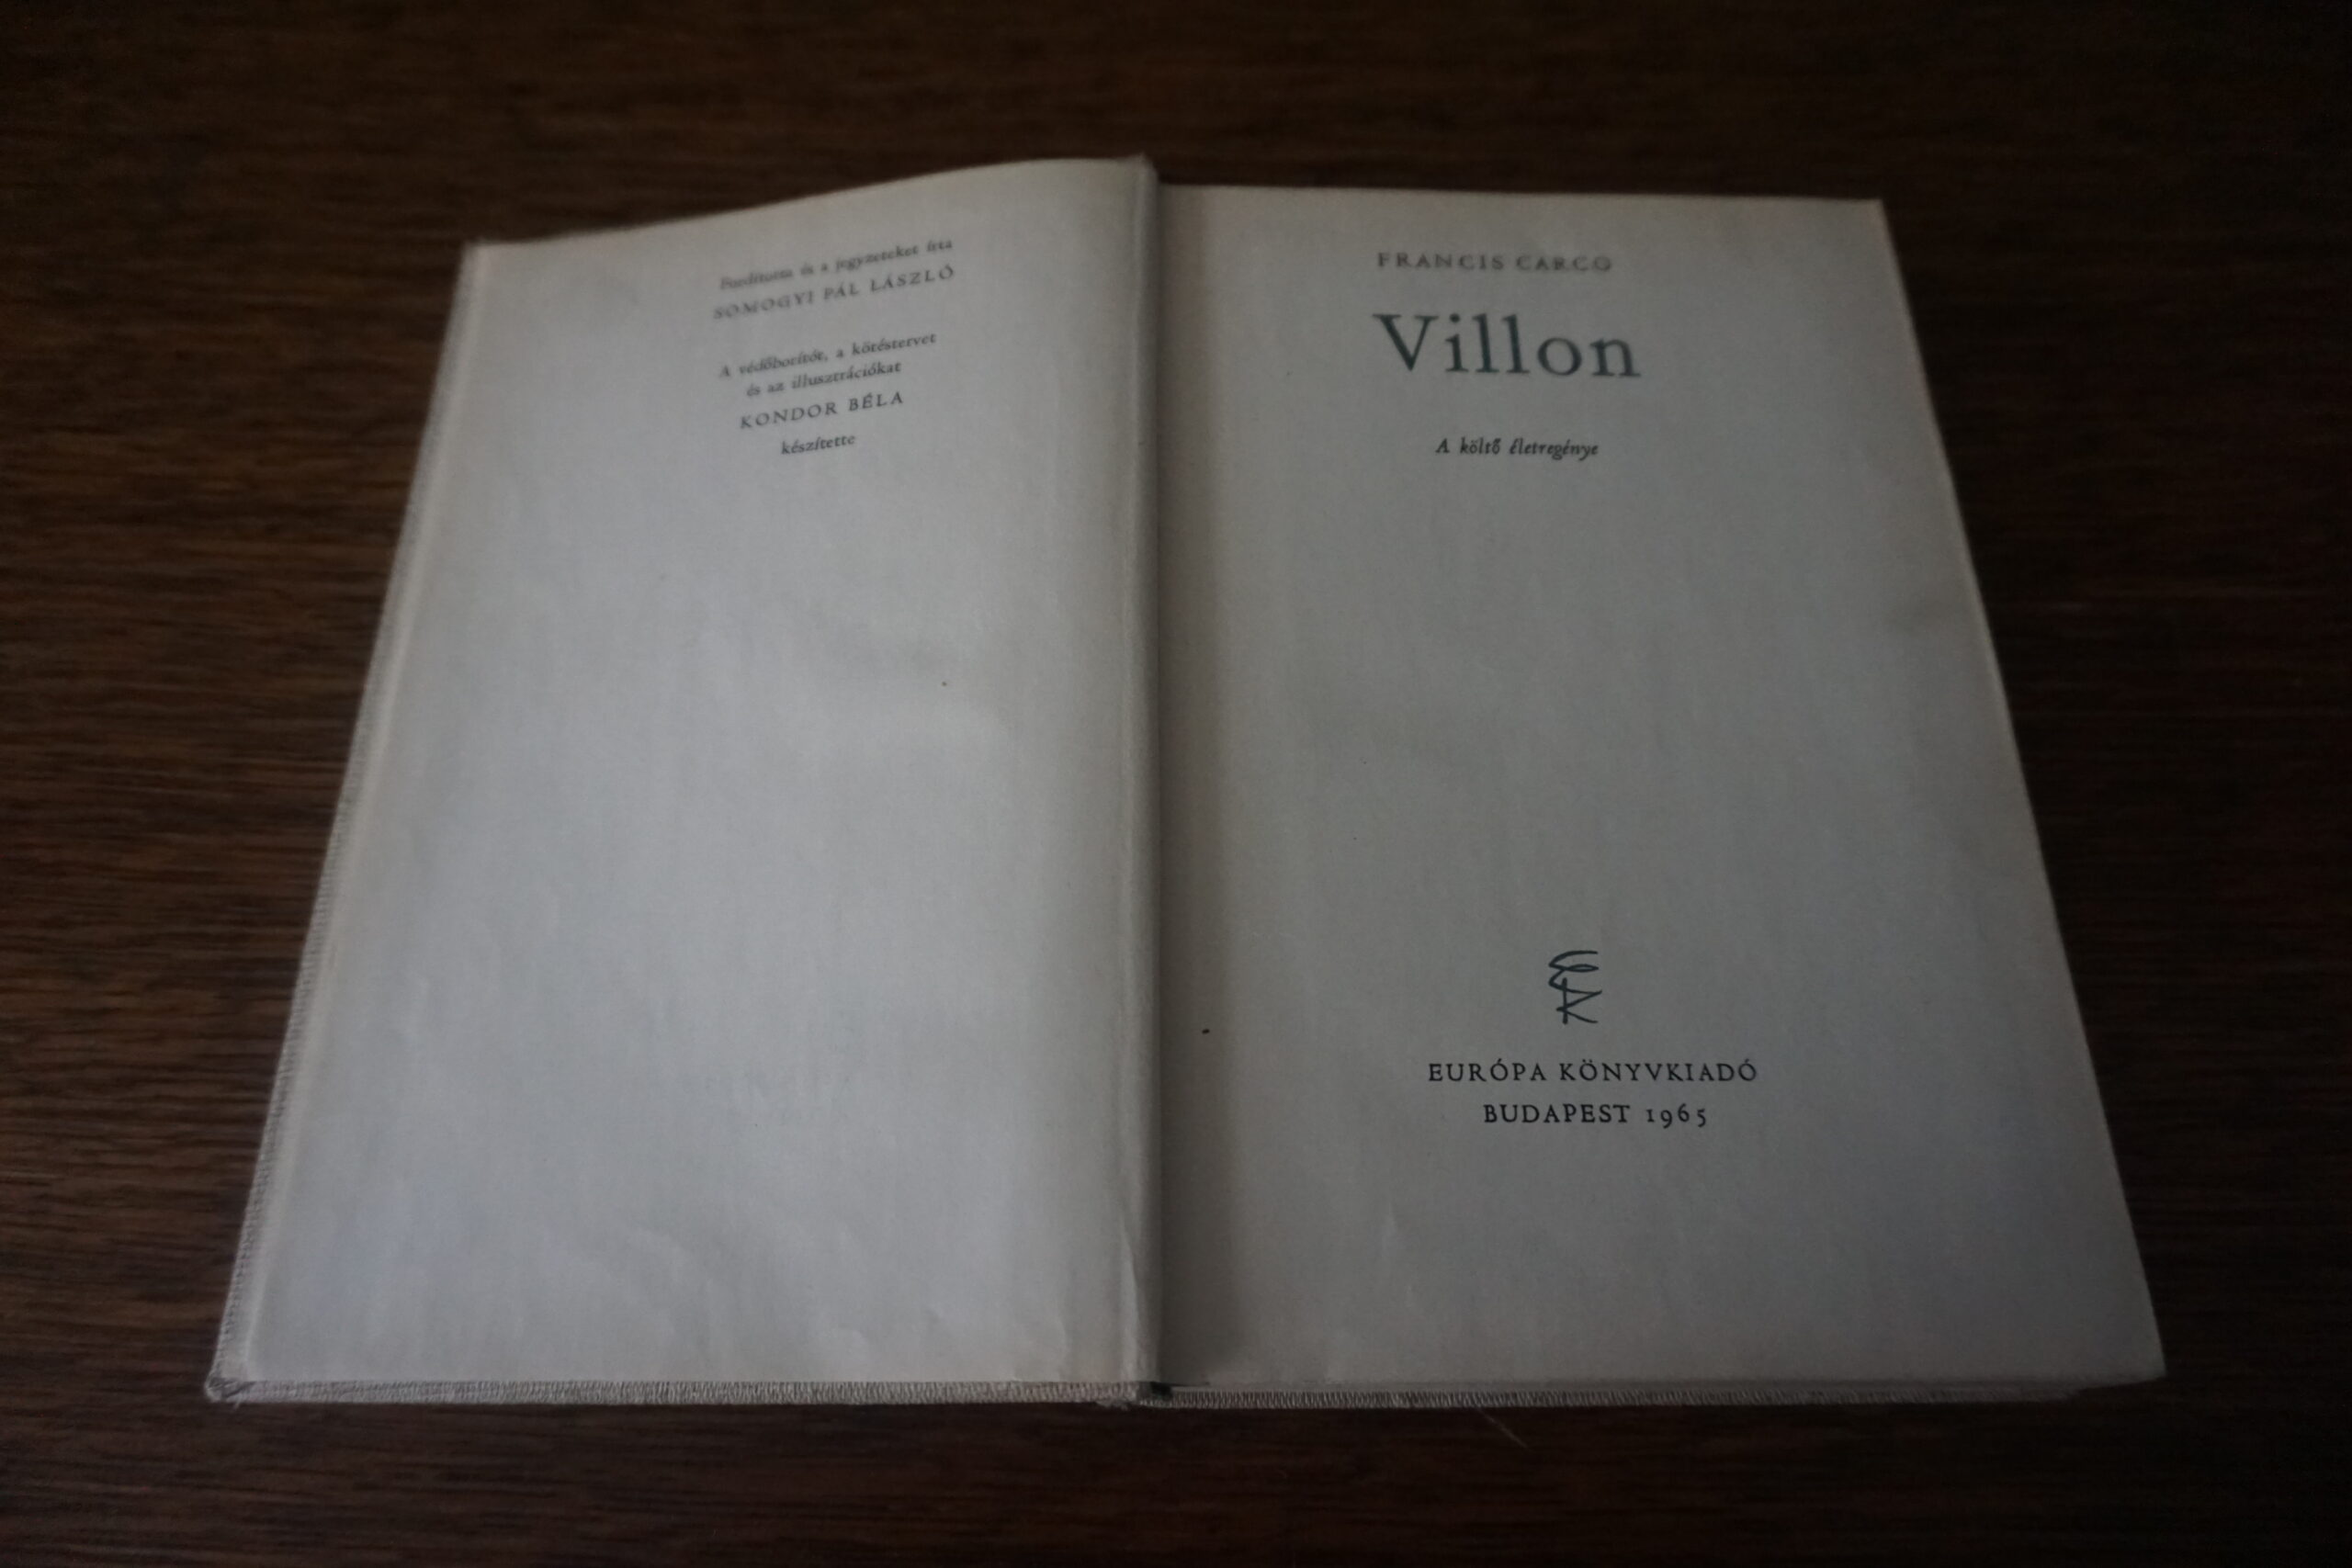 Fordította és a jegyzeteket írta
SOMOGYI PÁL LÁSZLÓ
A védőborítót, a kötéstervet
és az illusztrációkat
KONDOR BÉLA
készítette
FRANCIS CARCO
Villon
A költő életregénye
EURÓPA KÖNYVKIADÓ
BUDAPEST 1965